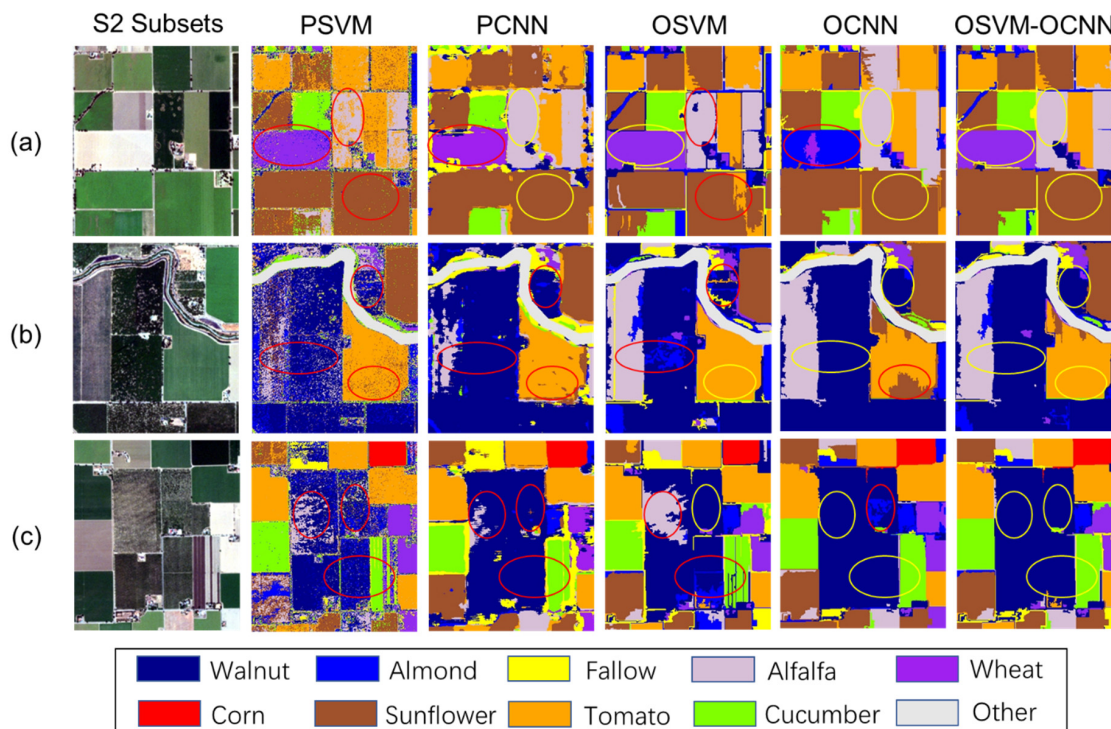 S2 Subsets PSVM PCNN OSVM OCNN OSVM-OCNN
(a)
(b)
(c)
Walnut Almond Fallow Alfalfa Wheat
Corn Sunflower Tomato Cucumber Other